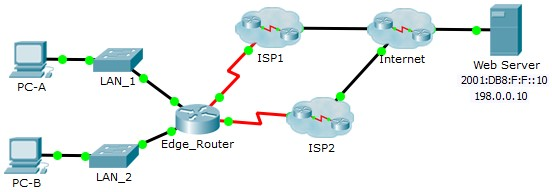 ISP1
Internet
Web Server
2001:DB8:F:F::10
198.0.0.10
PC-A
LAN_1
Edge_Router
ISP2
PC-B
LAN_2